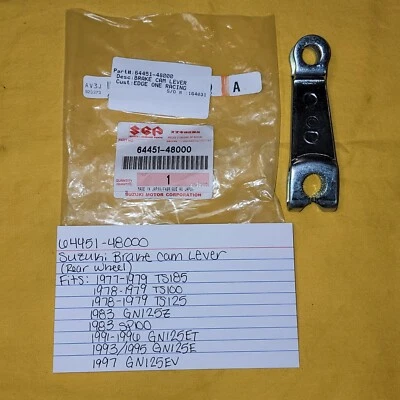 Part#:64451-48000
Desc:BRAKE CAM LEVER
Cust:EDGE ONE RACING
AV3J
A
64451-48000
1
SUZUKI MOTOR CORPORATION
64451-48000
Suzuki Brake cam Lever
(Rear wheel)
Fits: 1977-1979 TS185
1978-1979 TS100
1978-1979 TS125
1983 GN125Z
1983 SP100
1991-1996 GN125ET
1993/1995 GN125E
1997 GN125EV